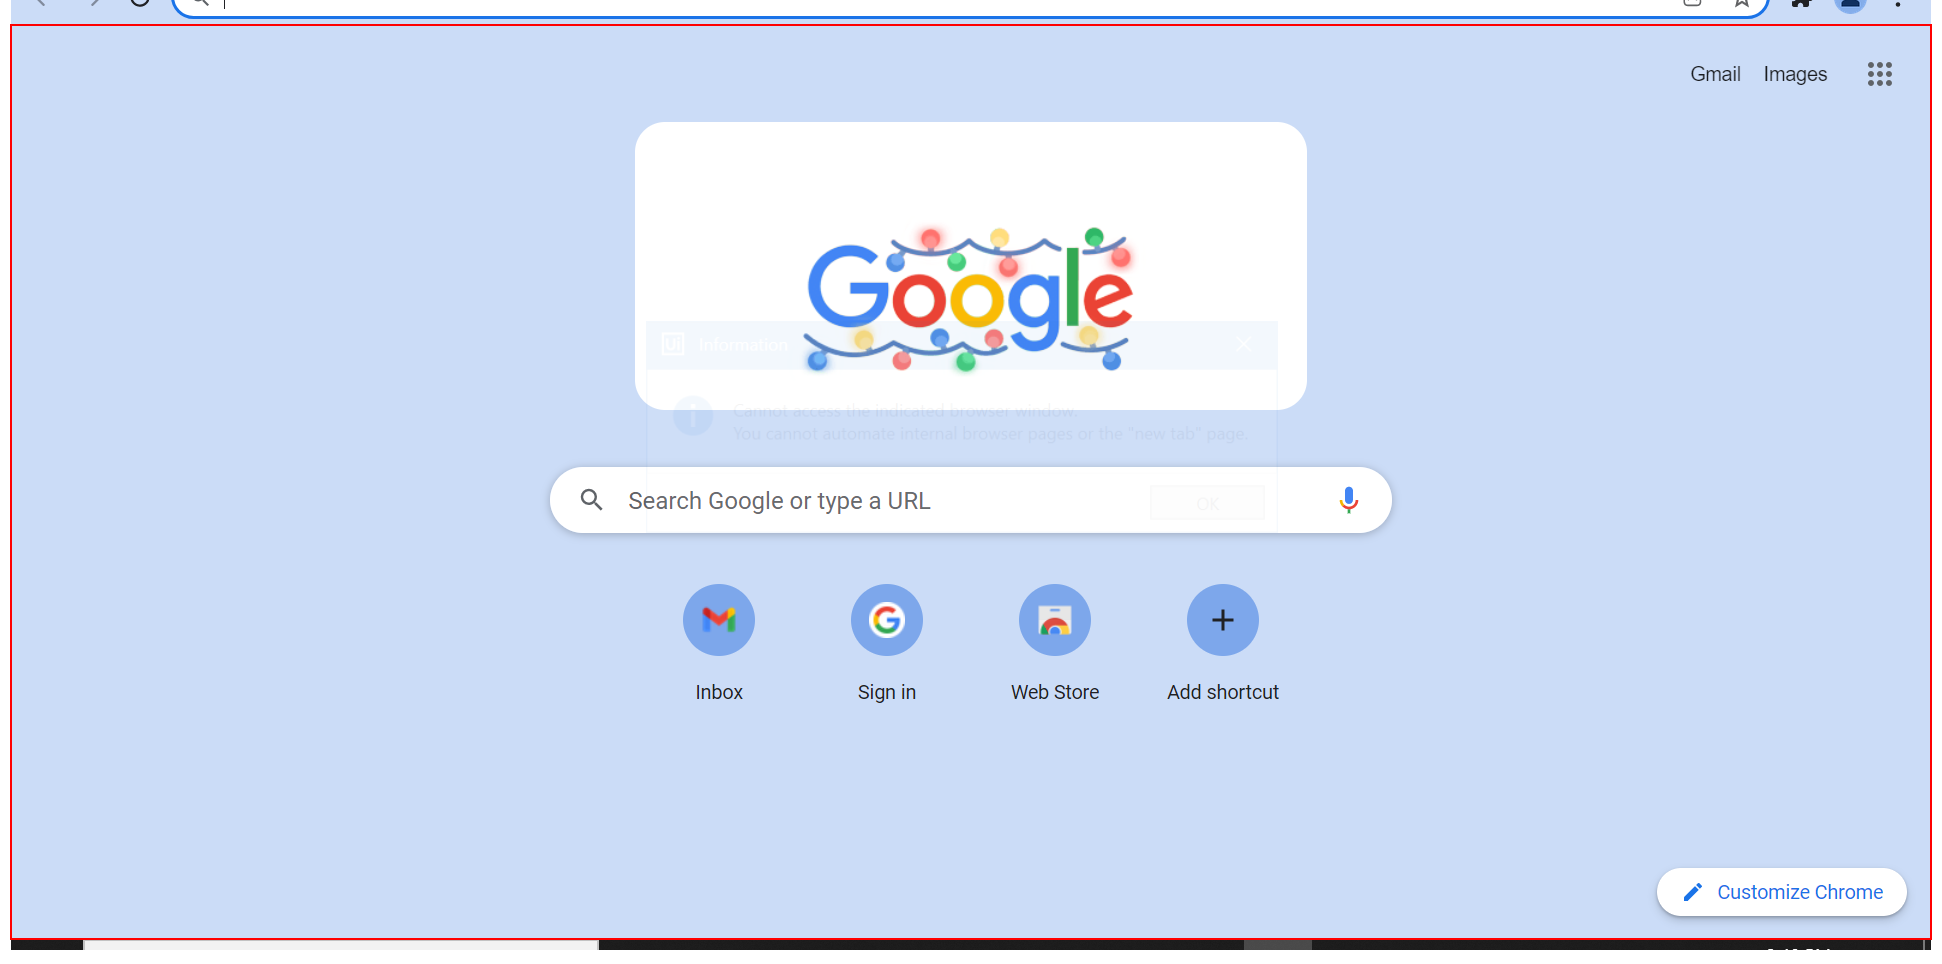 Gmail Images
Google
Ui Information
Cannot access the indicated browser window.
You cannot automate internal browser pages or the "new tab" page.
Search Google or type a URL
OK
Inbox Sign in Web Store Add shortcut
Customize Chrome